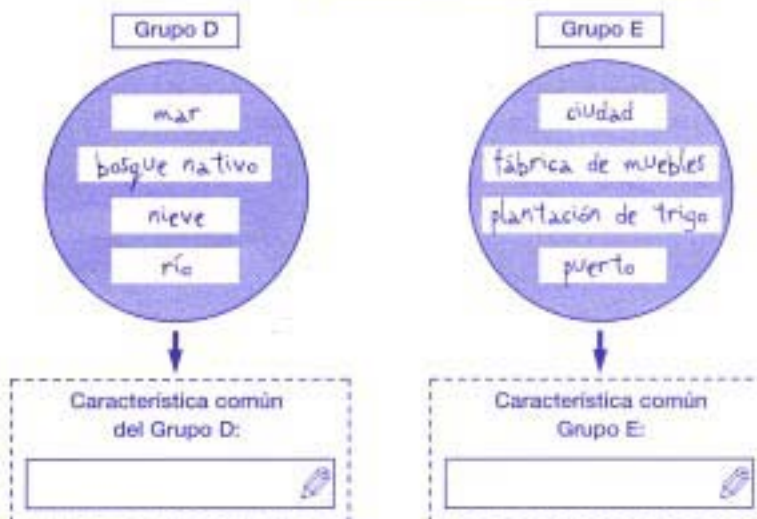 Grupo D
mar
bosque nativo
nieve
río
Característica común
del Grupo D:
Grupo E
ciudad
fábrica de muebles
plantación de trigo
puerto
Característica común
Grupo E: